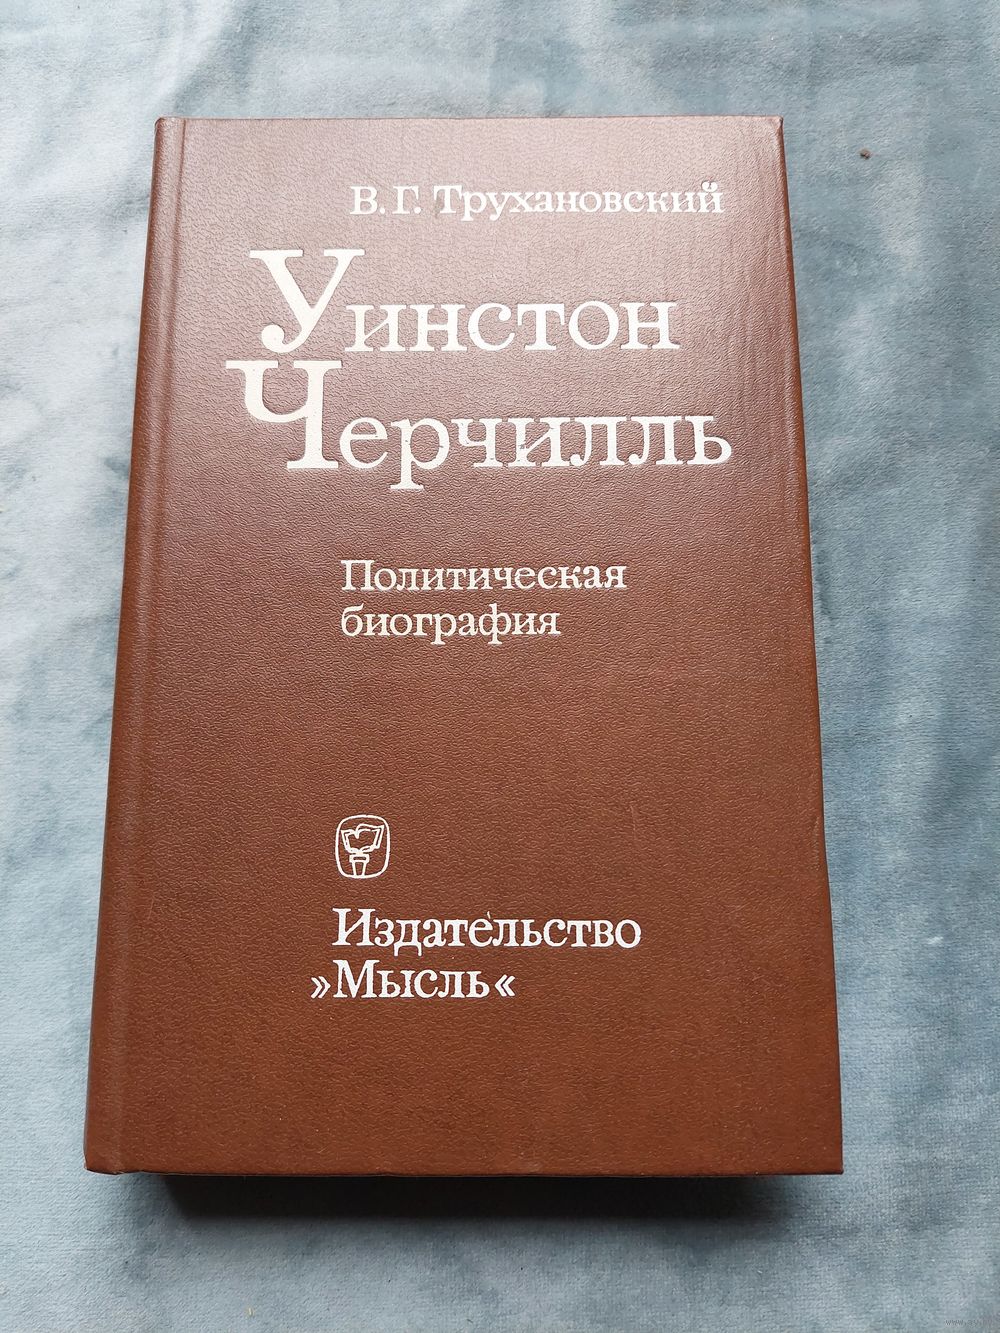 В. Г. Трухановский
Уинстон
Черчилль
Политическая
биография
Издательство
»Мысль«